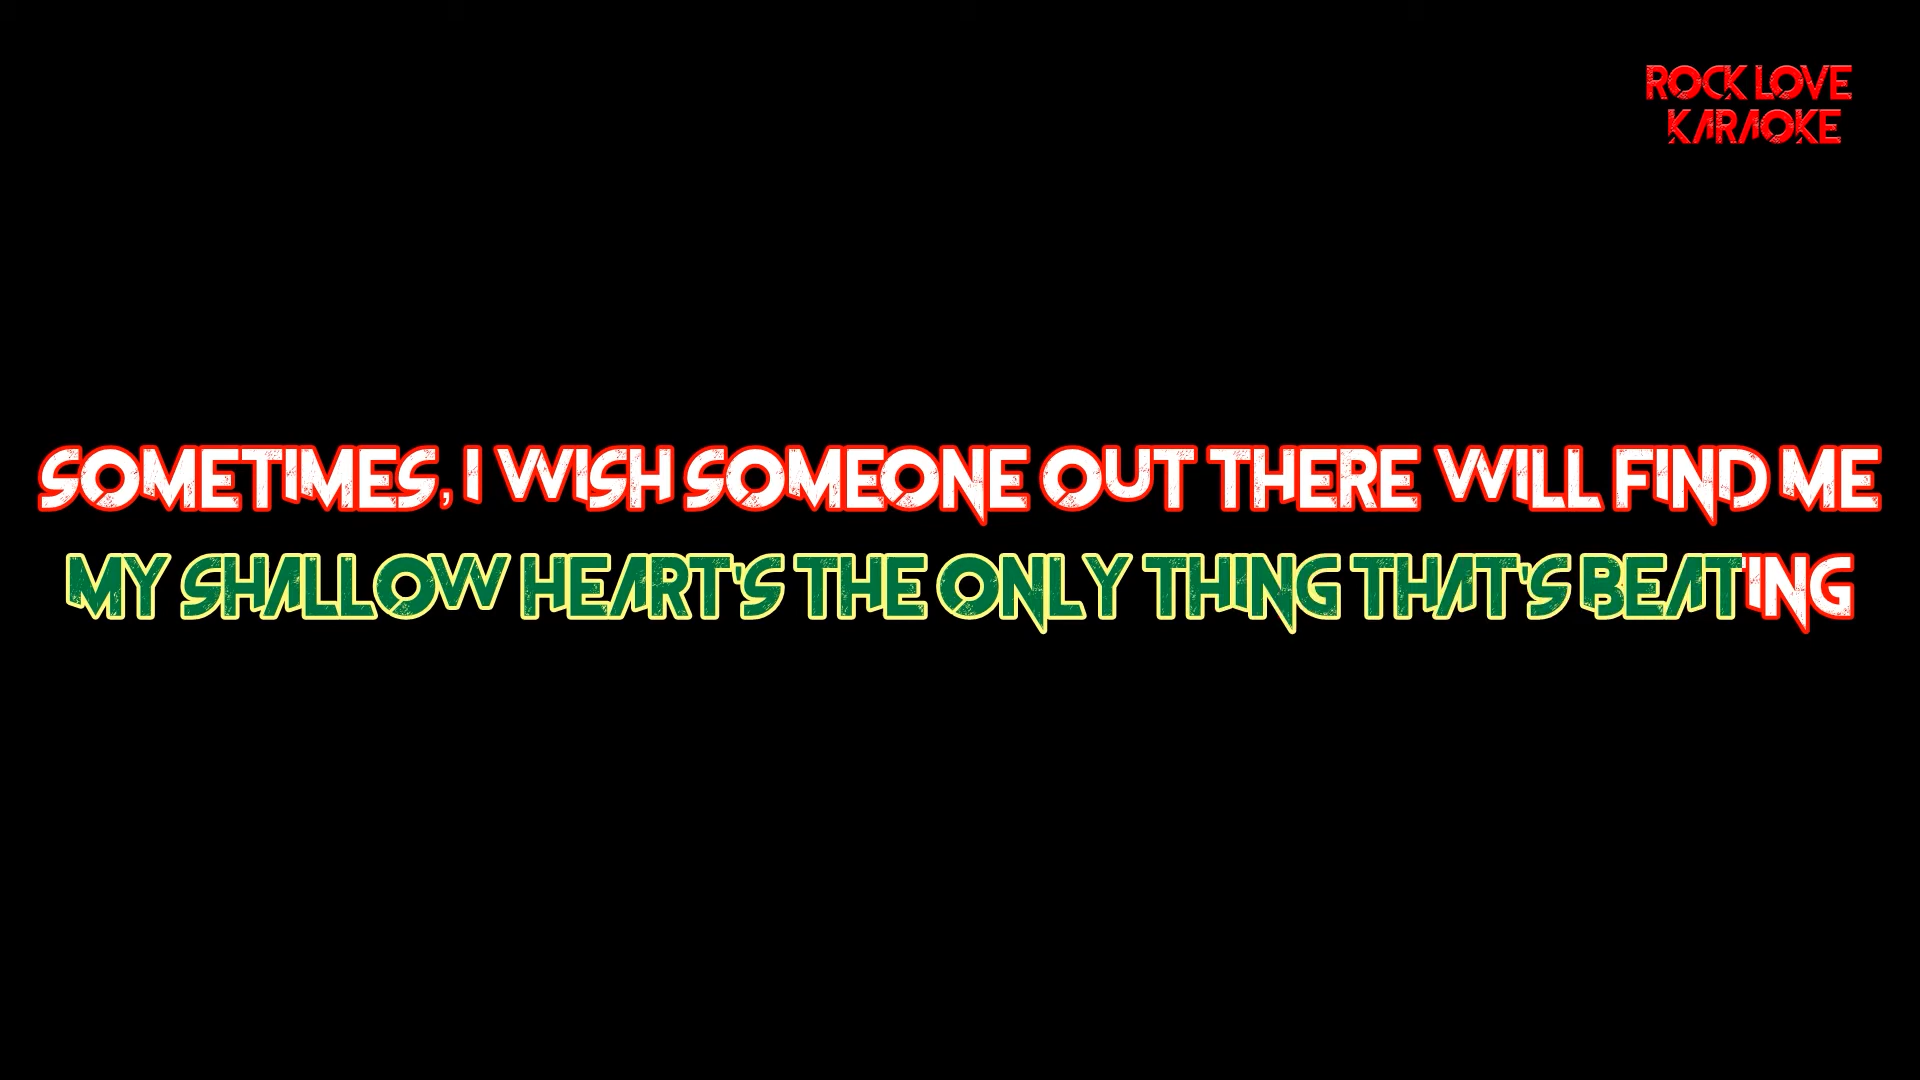 ROCK LOVE
KARAOKE
SOMETIMES, I WISH SOMEONE OUT THERE WILL FIND ME
MY SHALLOW HEART'S THE ONLY THING THAT'S BEATING